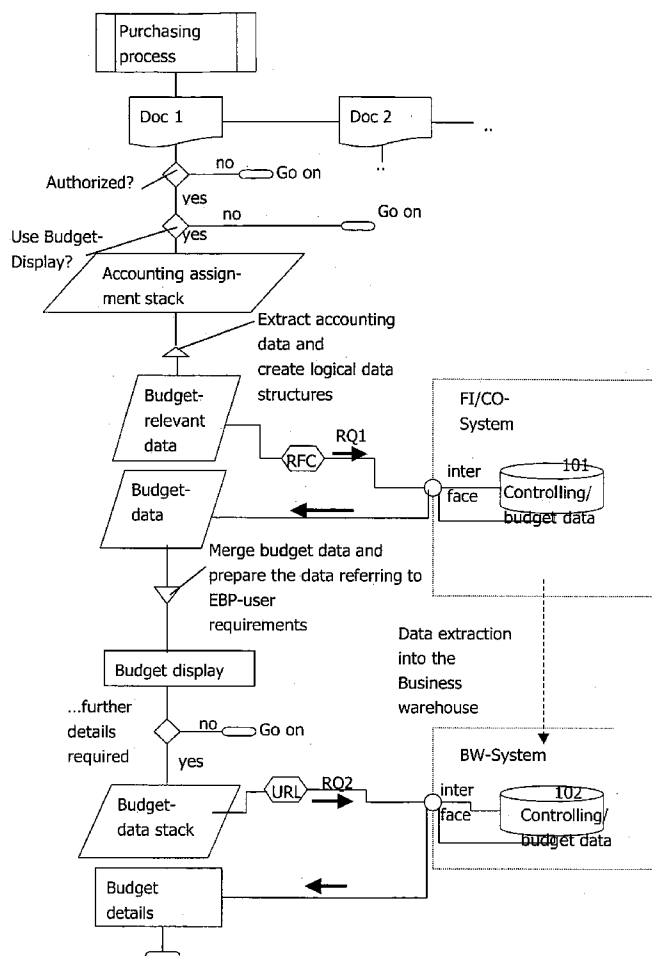 Purchasing
process
Doc 1
Doc 2
..
..
no
Go on
Authorized?
yes
no
Go on
Use Budget-
Display?
yes
Accounting assign-
ment stack
Extract accounting
data and
create logical data
structures
Budget-
relevant
data
FI/CO-
System
RFC
RQ1
inter
face
101
Controlling/
budget data
Budget-
data
Merge budget data and
prepare the data referring to
EBP-user
requirements
Data extraction
into the
Business
warehouse
Budget display
...further
details
required
no
Go on
yes
BW-System
URL
RQ2
inter
face
102
Controlling/
budget data
Budget-
data stack
Budget
details